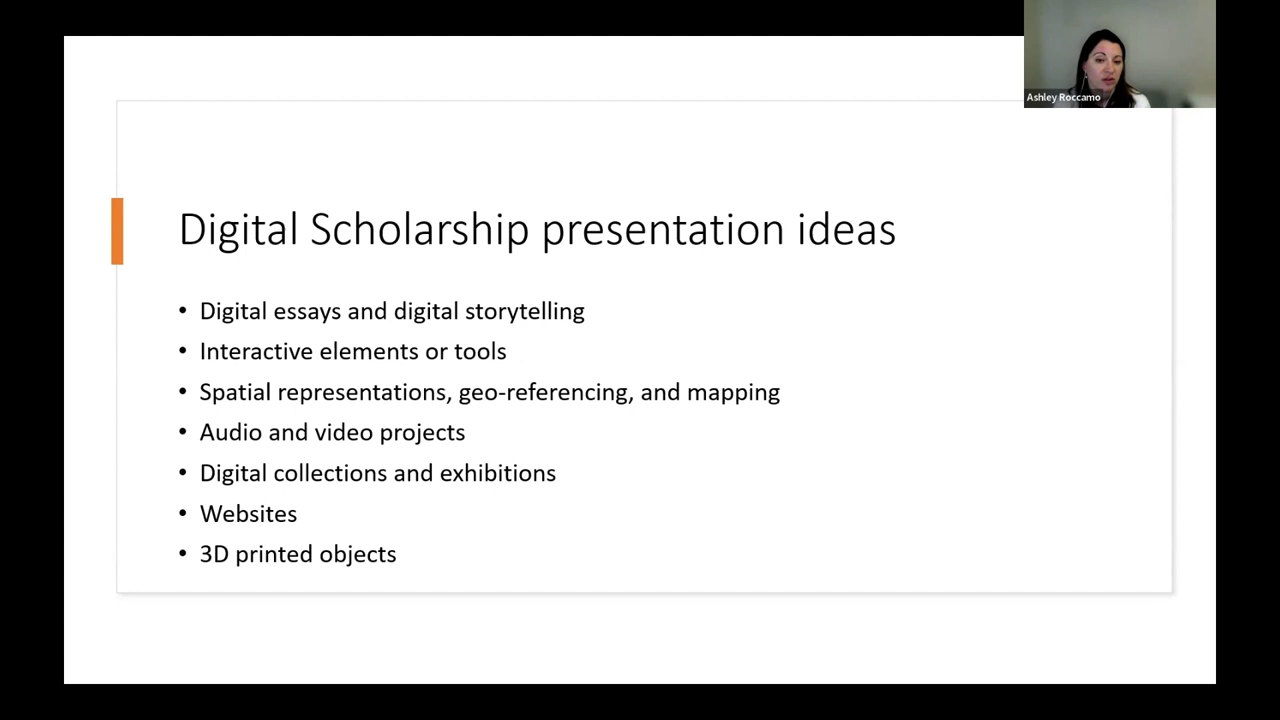 Ashley Roccamo
Digital Scholarship presentation ideas
• Digital essays and digital storytelling
• Interactive elements or tools
• Spatial representations, geo-referencing, and mapping
• Audio and video projects
• Digital collections and exhibitions
• Websites
• 3D printed objects